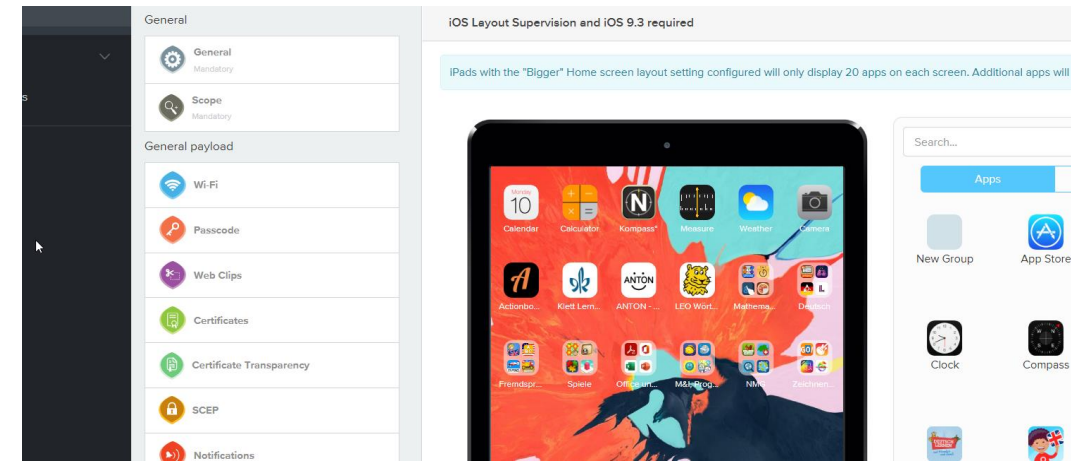 General
General
Mandatory
Scope
Mandatory
General payload
Wi-Fi
Passcode
Web Clips
Certificates
Certificate Transparency
SCEP
Notifications
s
iOS Layout Supervision and iOS 9.3 required
iPads with the "Bigger" Home screen layout setting configured will only display 20 apps on each screen. Additional apps will
Monday
10
Calendar
Calculator
N
Kompass*
Measure
Weather
Camera
Actionbo...
Klett Lern...
ANTON
ANTON - ...
LEO Wört...
Mathema...
Deutsch
Fremdspr...
Spiele
Office un...
M&I, Prog...
NMG
Zeichnen...
Search...
Apps
New Group
App Store
Clock
Compass